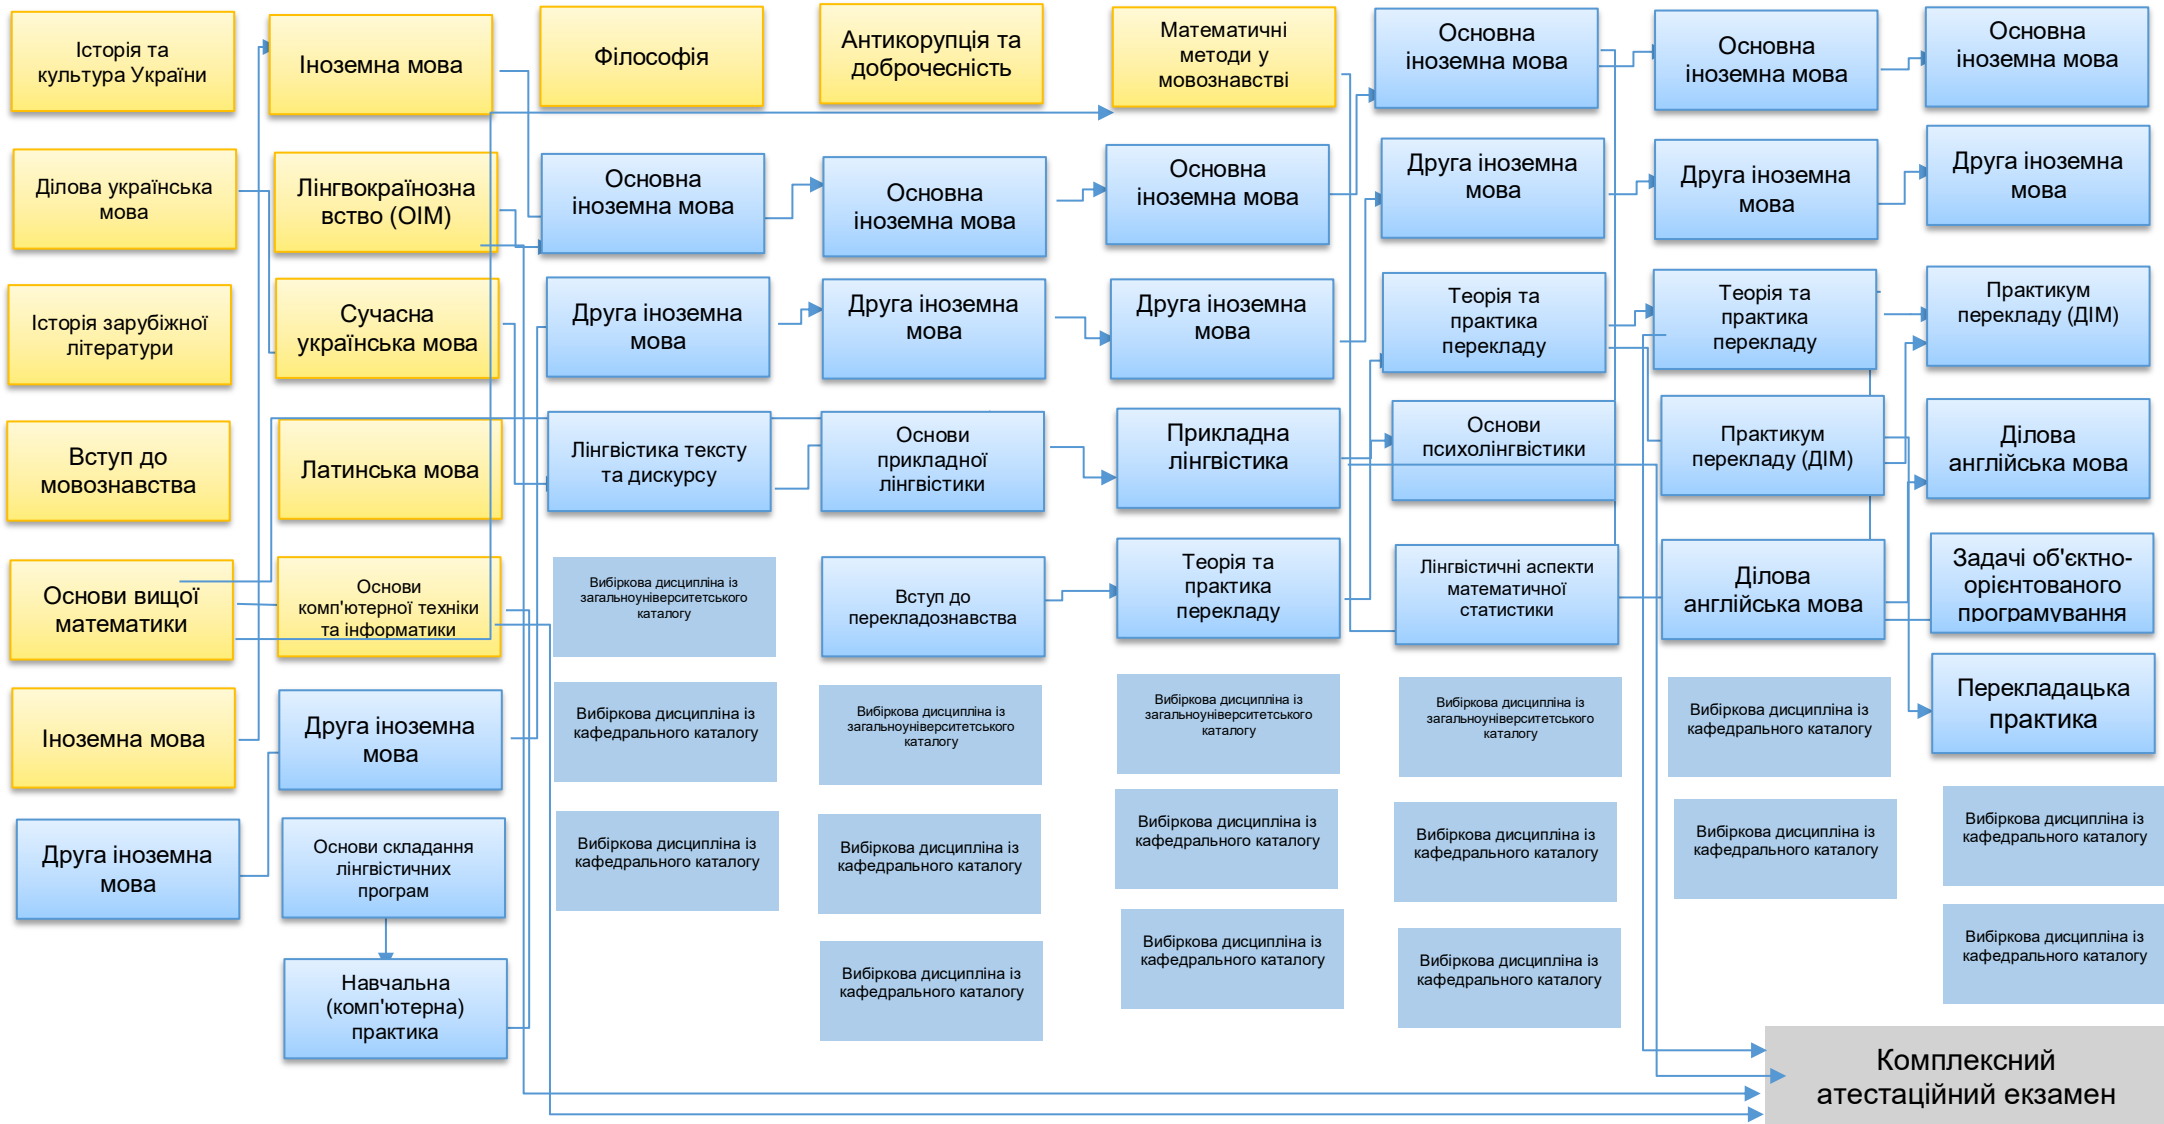 Історія та
культура України
Ділова українська
мова
Історія зарубіжної
літератури
Вступ до
мовознавства
Основи вищої
математики
Іноземна мова
Друга іноземна
мова
Іноземна мова
Лінгвокраїнозна
вство (ОІМ)
Сучасна
українська мова
Латинська мова
Основи
комп'ютерної техніки
та інформатики
Друга іноземна
мова
Основи складання
лінгвістичних
програм
Навчальна
(комп'ютерна)
практика
Філософія
Основна
іноземна мова
Друга іноземна
мова
Лінгвістика тексту
та дискурсу
Вибіркова дисципліна із
загальноуніверситетського
каталогу
Вибіркова дисципліна із
кафедрального каталогу
Вибіркова дисципліна із
кафедрального каталогу
Антикорупція та
доброчесність
Основна
іноземна мова
Друга іноземна
мова
Основи
прикладної
лінгвістики
Вступ до
перекладознавства
Вибіркова дисципліна із
загальноуніверситетського
каталогу
Вибіркова дисципліна із
кафедрального каталогу
Вибіркова дисципліна із
кафедрального каталогу
Математичні
методи у
мовознавстві
Основна
іноземна мова
Друга іноземна
мова
Прикладна
лінгвістика
Теорія та
практика
перекладу
Вибіркова дисципліна із
загальноуніверситетського
каталогу
Вибіркова дисципліна із
кафедрального каталогу
Вибіркова дисципліна із
кафедрального каталогу
Основна
іноземна мова
Друга іноземна
мова
Теорія та
практика
перекладу
Основи
психолінгвістики
Лінгвістичні аспекти
математичної
статистики
Вибіркова дисципліна із
загальноуніверситетського
каталогу
Вибіркова дисципліна із
кафедрального каталогу
Вибіркова дисципліна із
кафедрального каталогу
Основна
іноземна мова
Друга іноземна
мова
Теорія та
практика
перекладу
Практикум
перекладу (ДІМ)
Ділова
англійська мова
Вибіркова дисципліна із
кафедрального каталогу
Вибіркова дисципліна із
кафедрального каталогу
Основна
іноземна мова
Друга іноземна
мова
Практикум
перекладу (ДІМ)
Ділова
англійська мова
Задачі об'єктно-
орієнтованого
програмування
Перекладацька
практика
Вибіркова дисципліна із
кафедрального каталогу
Вибіркова дисципліна із
кафедрального каталогу
Комплексний
атестаційний екзамен